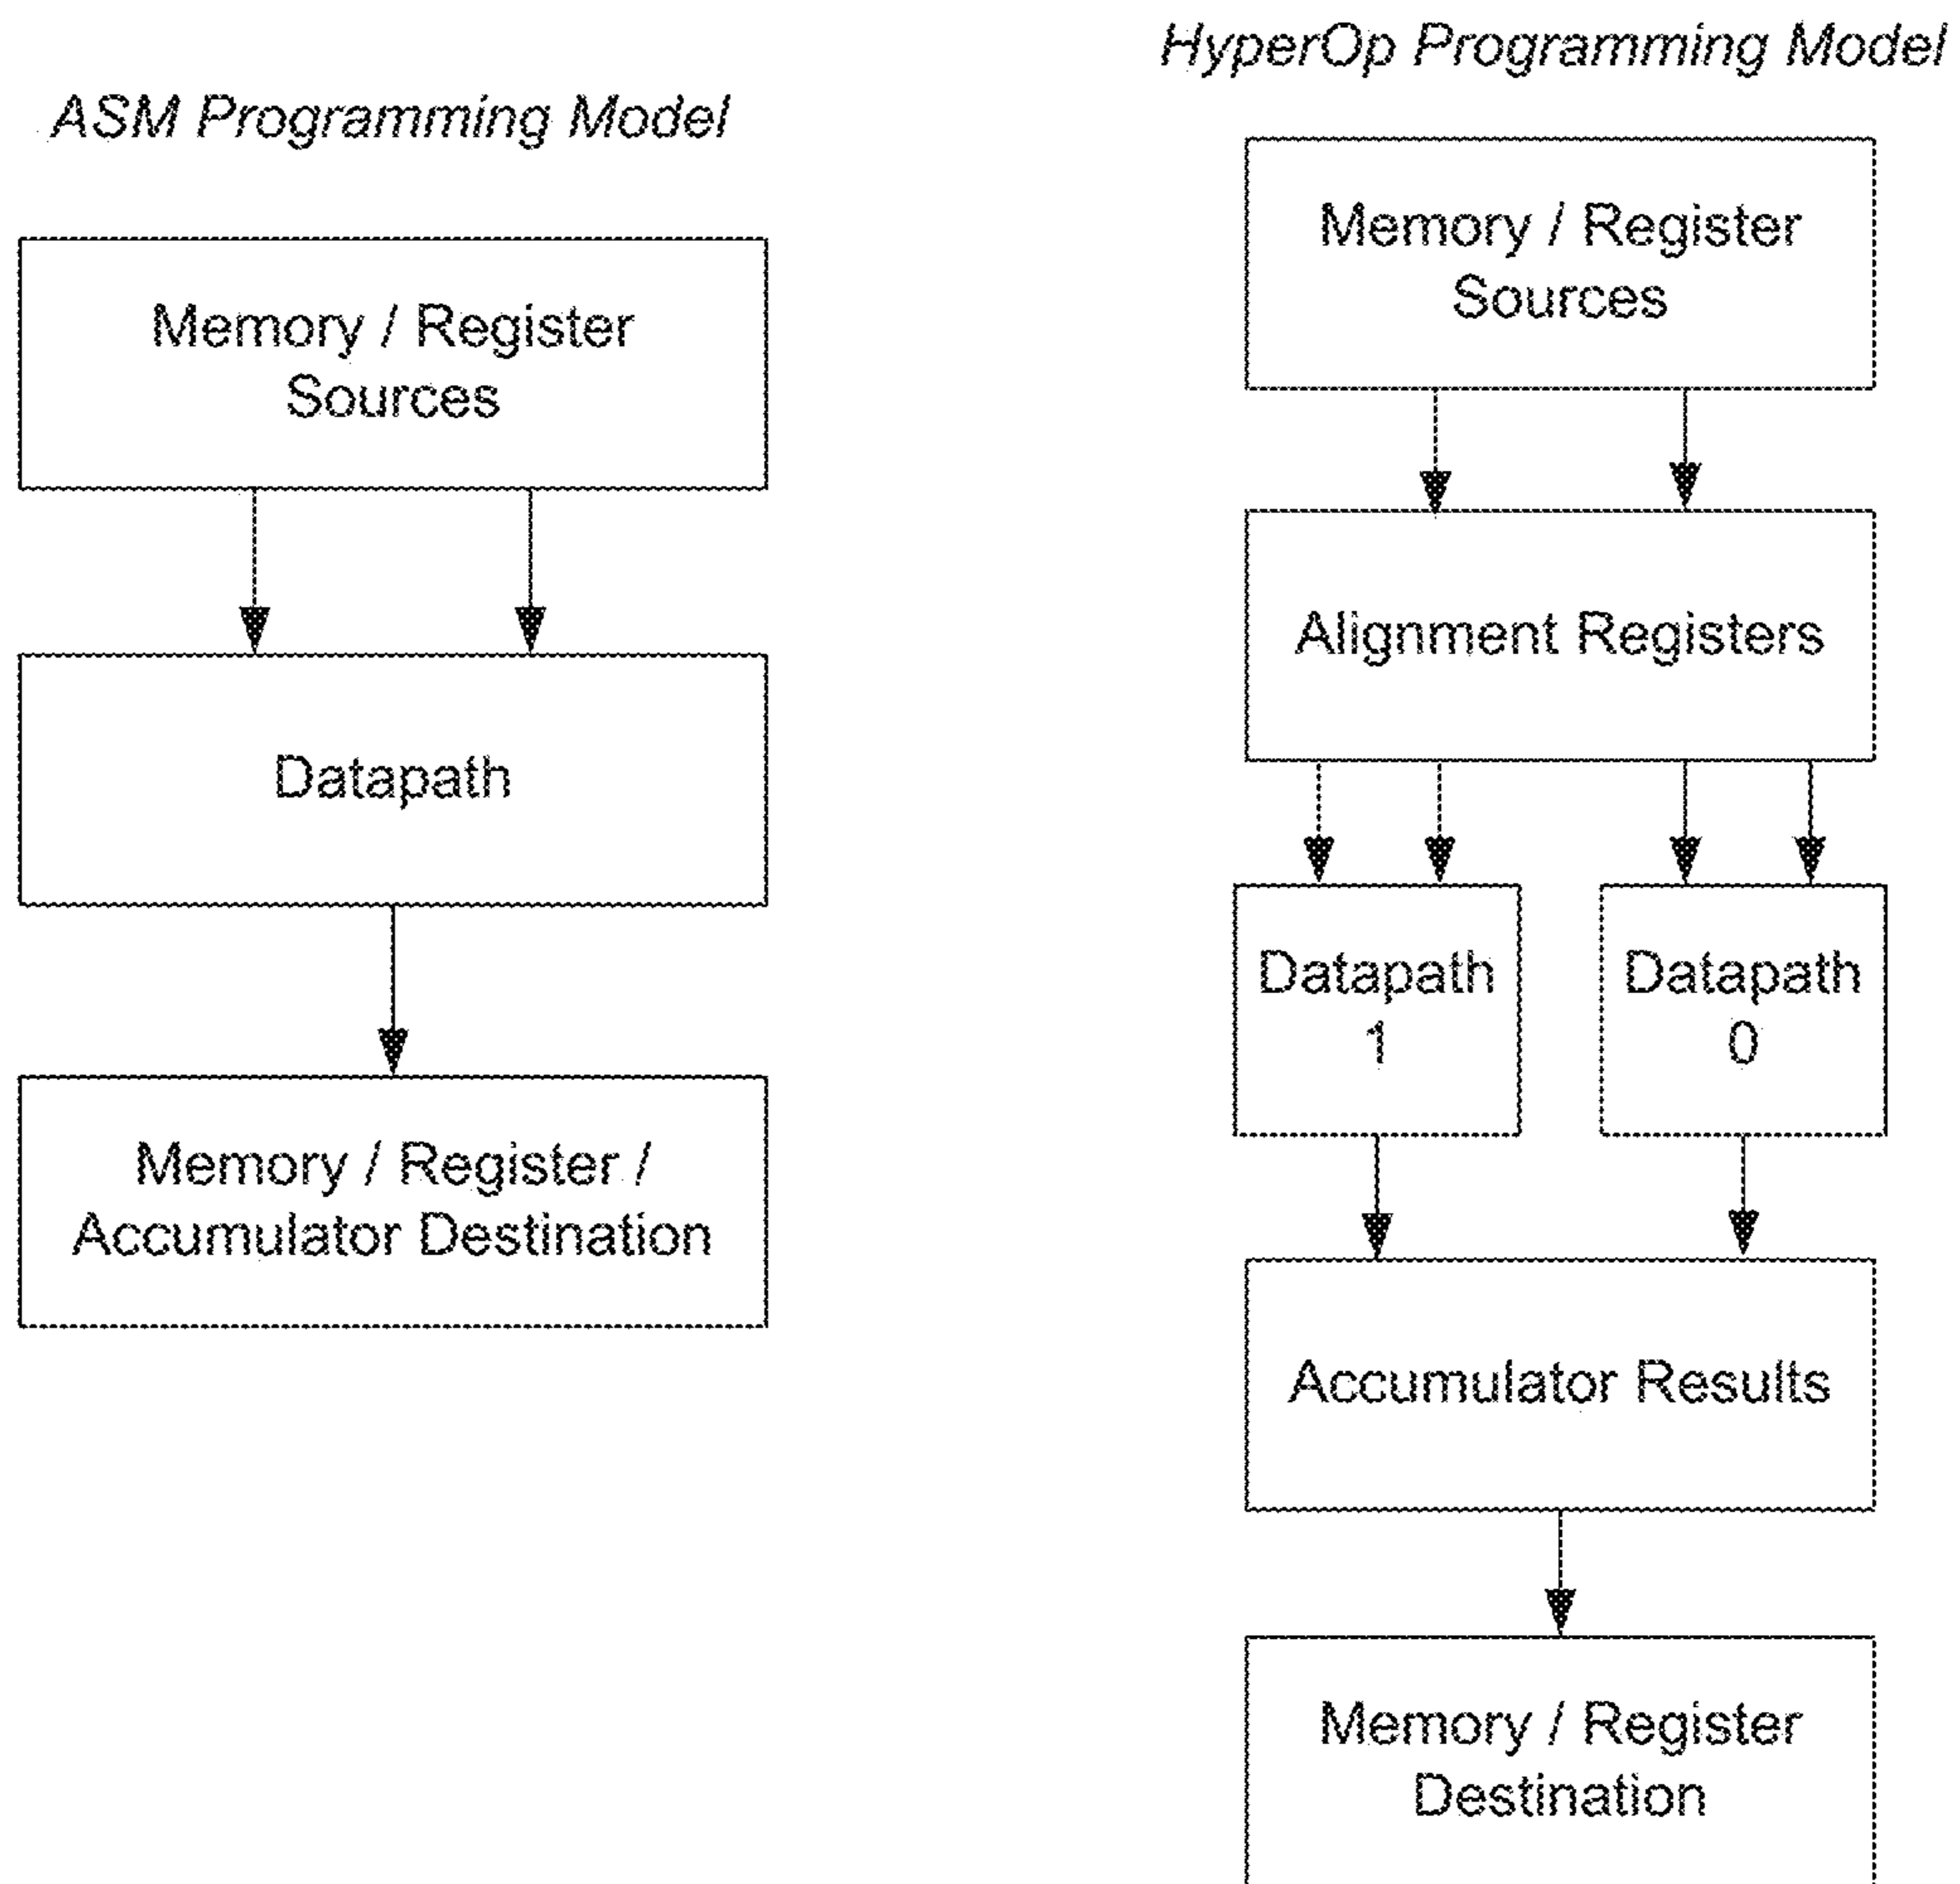 ASM Programming Model
Memory / Register
Sources
Datapath
Memory / Register /
Accumulator Destination
HyperOp Programming Model
Memory / Register
Sources
Alignment Registers
Datapath
1
Datapath
0
Accumulator Results
Memory / Register
Destination